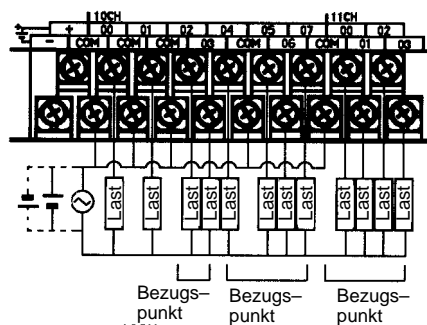 10CH 11CH
+ 00 01 02 04 05 07 00 02
- COM COM COM 03 COM 06 COM 01 03
Last Last Last Last Last Last Last Last Last Last Last Last
Bezugs– Bezugs– Bezugs–
punkt punkt punkt